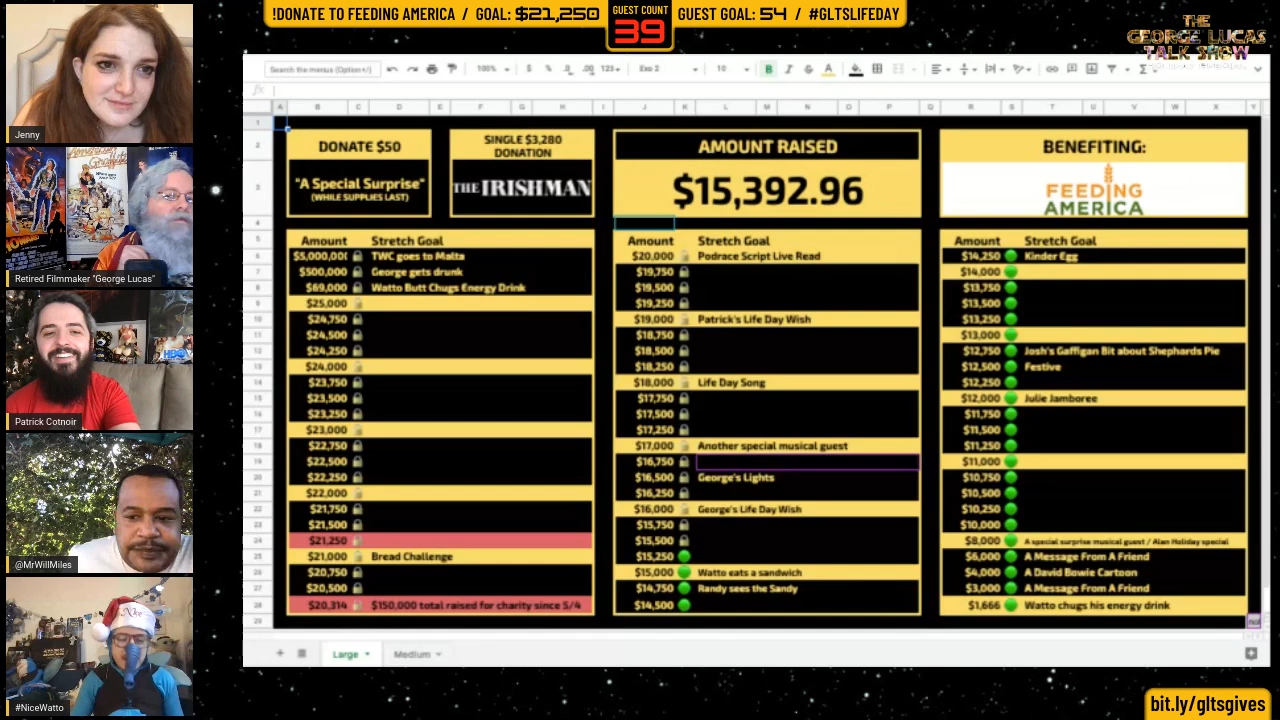 !DONATE TO FEEDING AMERICA / GOAL: $21,250
GUEST COUNT
39
GUEST GOAL: 54 / #GLTSLIFEDAY
THE
GEORGE LUCAS
TALK SHOW
Jenny
Retired Filmmaker "George Lucas"
Patrick Cotnoir
HBO
@MrWillMiles
#NiceWatto
Search the menus (Option+/)
100%
$ % .0 .00 123
Exo 2
10
B I S A
fx
A B C D E F G H I J K L M N O P Q R S T U V W X Y
DONATE $50
"A Special Surprise"
(WHILE SUPPLIES LAST)
SINGLE $3,280
DONATION
THE IRISHMAN
AMOUNT RAISED
$15,392.96
BENEFITING:
FEEDING
AMERICA
Amount Stretch Goal
$5,000,000 TWC goes to Malta
$500,000 George gets drunk
$69,000 Watto Butt Chugs Energy Drink
$25,000
$24,750
$24,500
$24,250
$24,000
$23,750
$23,500
$23,250
$23,000
$22,750
$22,500
$22,250
$22,000
$21,750
$21,500
$21,250
$21,000 Bread Challenge
$20,750
$20,500
$20,314 $150,000 total raised for charity since 5/4
Amount Stretch Goal
$20,000 Podrace Script Live Read
$19,750
$19,500
$19,250
$19,000 Patrick's Life Day Wish
$18,750
$18,500
$18,250
$18,000 Life Day Song
$17,750
$17,500
$17,250
$17,000 Another special musical guest
$16,750
$16,500 George's Lights
$16,250
$16,000 George's Life Day Wish
$15,750
$15,500
$15,250
$15,000 Watto eats a sandwich
$14,750 Randy sees the Sandy
$14,500
Amount Stretch Goal
$14,250 Kinder Egg
$14,000
$13,750
$13,500
$13,250
$13,000
$12,750 Josh's Gaffigan Bit about Shephards Pie
$12,500 Festive
$12,250
$12,000 Julie Jamboree
$11,750
$11,500
$11,250
$11,000
$10,750
$10,500
$10,250
$10,000
$8,000 A special surprise musical guest / Alan Holiday special
$6,000 A Message From A Friend
$4,000 A David Bowie Cartoon
$3,000 A Message From A Friend
$1,666 Watto chugs his energy drink
Large
Medium
bit.ly/gltsgives